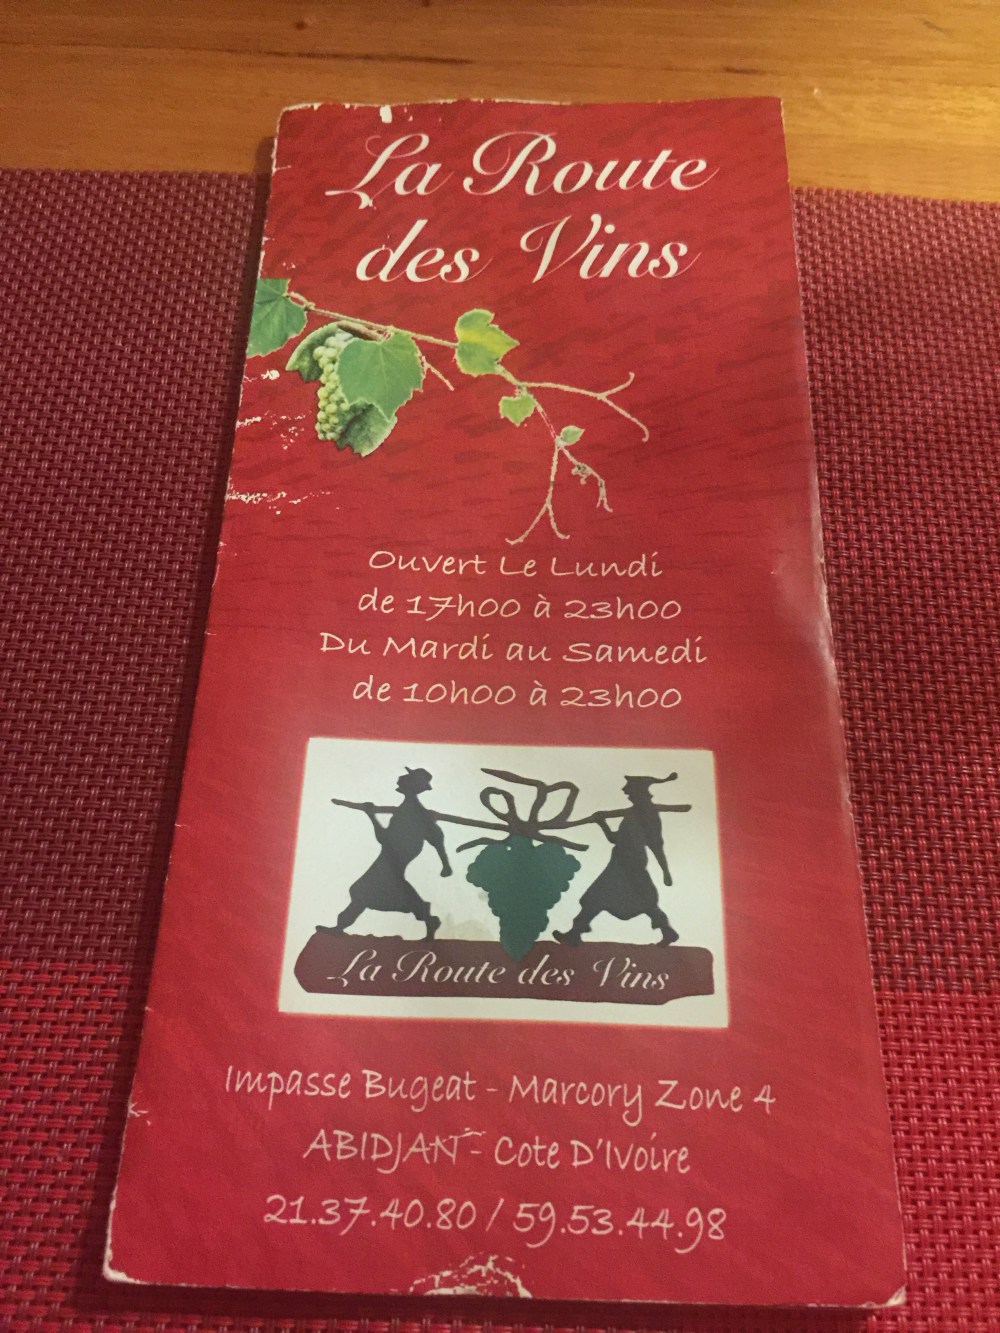 La Route
des Vins
Ouvert Le Lundi
de 17h00 à 23h00
Du Mardi au Samedi
de 10h00 à 23h00
La Route des Vins
Impasse Bugeat - Marcory Zone 4
ABIDJAN - Cote D'Ivoire
21.37.40.80 / 59.53.44.98